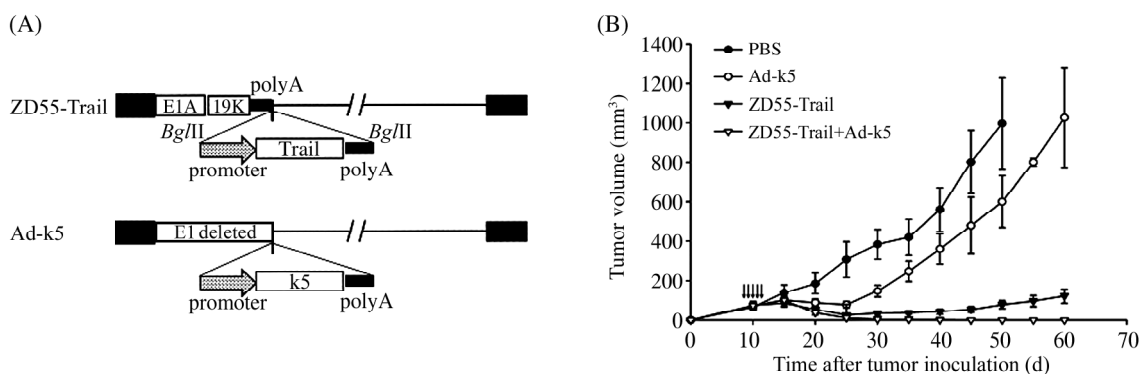 (A)
polyA
ZD55-Trail
E1A
19K
BglII
BglII
Trail
promoter
polyA
Ad-k5
E1 deleted
k5
promoter
polyA
(B)
PBS
Ad-k5
ZD55-Trail
ZD55-Trail+Ad-k5
Tumor volume (mm³)
1400
1200
1000
800
600
400
200
0
0 10 20 30 40 50 60 70
Time after tumor inoculation (d)